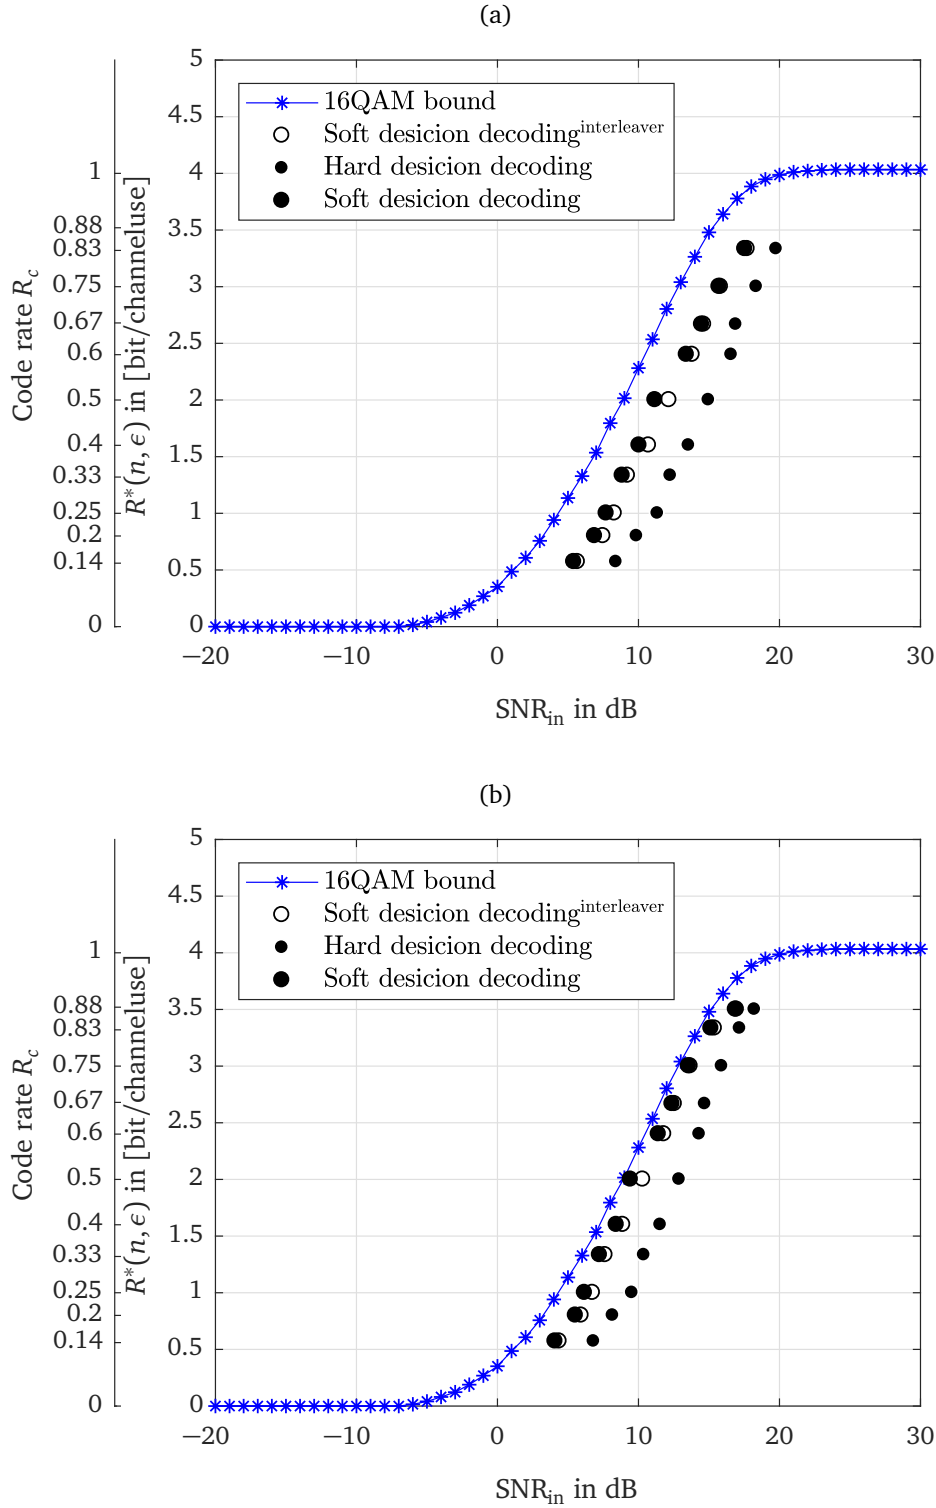 (a)
5
4.5
4
3.5
3
2.5
2
1.5
1
0.5
0
1
0.88
0.83
0.75
0.67
0.6
0.5
0.4
0.33
0.25
0.2
0.14
0
Code rate R_c
R*(n, ϵ) in [bit/channeluse]
16QAM bound
Soft desicion decoding^interleaver
Hard desicion decoding
Soft desicion decoding
−20 −10 0 10 20 30
SNR_in in dB
(b)
5
4.5
4
3.5
3
2.5
2
1.5
1
0.5
0
1
0.88
0.83
0.75
0.67
0.6
0.5
0.4
0.33
0.25
0.2
0.14
0
Code rate R_c
R*(n, ϵ) in [bit/channeluse]
16QAM bound
Soft desicion decoding^interleaver
Hard desicion decoding
Soft desicion decoding
−20 −10 0 10 20 30
SNR_in in dB